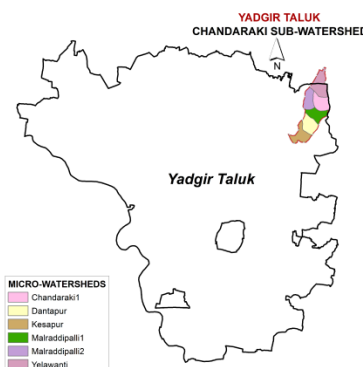 YADGIR TALUK
CHANDARAKI SUB-WATERSHED
N
Yadgir Taluk
MICRO-WATERSHEDS
Chandaraki1
Dantapur
Kesapur
Malraddipalli1
Malraddipalli2
Yelawanti